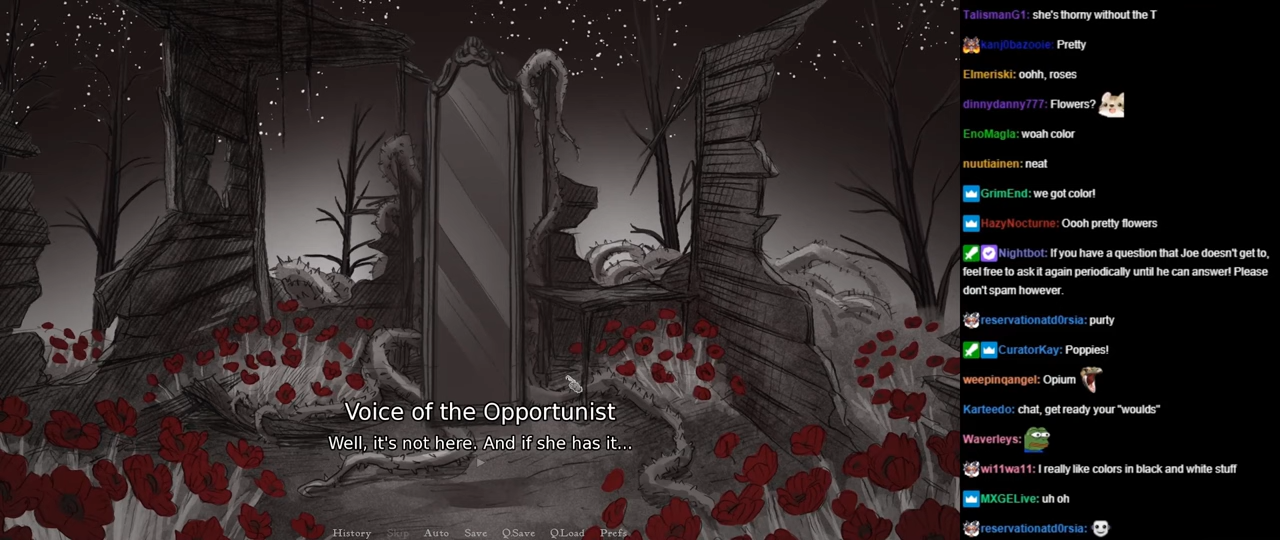 Voice of the Opportunist
Well, it's not here. And if she has it...
History Skip Auto Save Q.Save Q.Load Prefs
TalismanG1: she's thorny without the T
kanj0bazooie: Pretty
Elmeriski: oohh, roses
dinnydanny777: Flowers?
EnoMagla: woah color
nuutiainen: neat
GrimEnd: we got color!
HazyNocturne: Oooh pretty flowers
Nightbot: If you have a question that Joe doesn't get to,
feel free to ask it again periodically until he can answer! Please
don't spam however.
reservationatd0rsia: purty
CuratorKay: Poppies!
weepinqangel: Opium
Karteedo: chat, get ready your "woulds"
Waverleys:
wi11wa11: I really like colors in black and white stuff
MXGELive: uh oh
reservationatd0rsia: